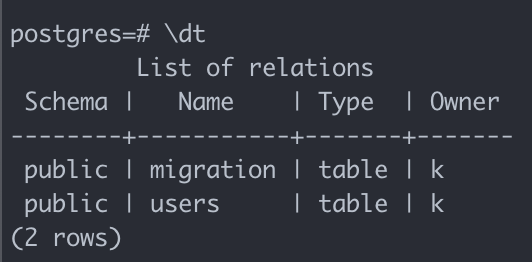 postgres=# \dt
         List of relations
 Schema |   Name    | Type  | Owner
--------+-----------+-------+-------
 public | migration | table | k
 public | users     | table | k
(2 rows)